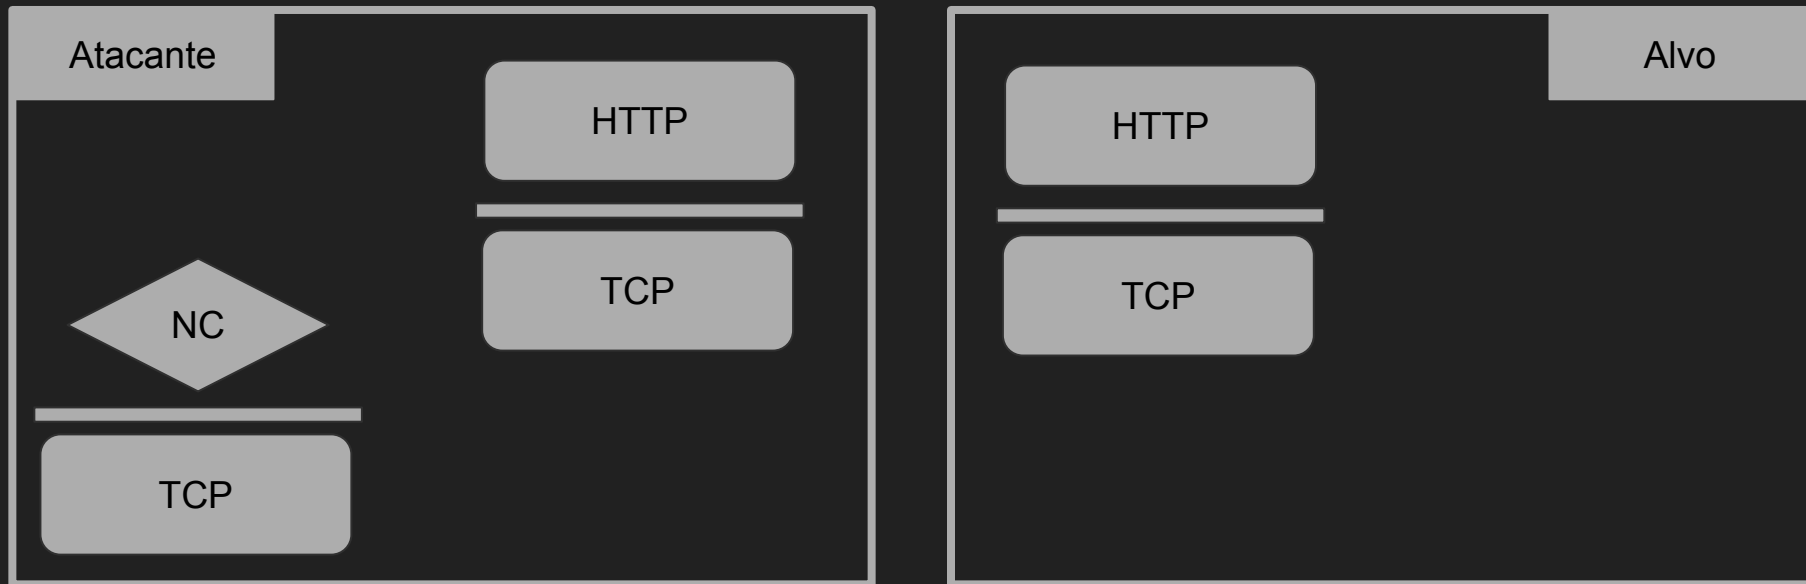 Atacante
HTTP
TCP
NC
TCP
Alvo
HTTP
TCP